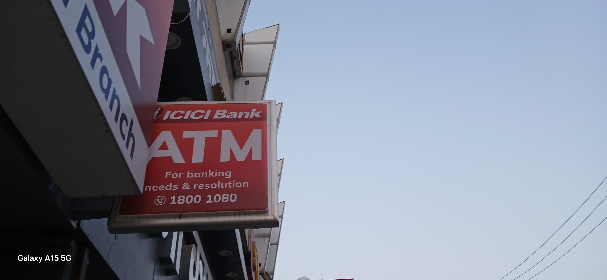 Branch
ICICI Bank
ATM
For banking
needs & resolution
1800 1080
Galaxy A15 5G